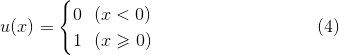 u(x) = { 0 (x < 0)
1 (x ⩾ 0) (4)